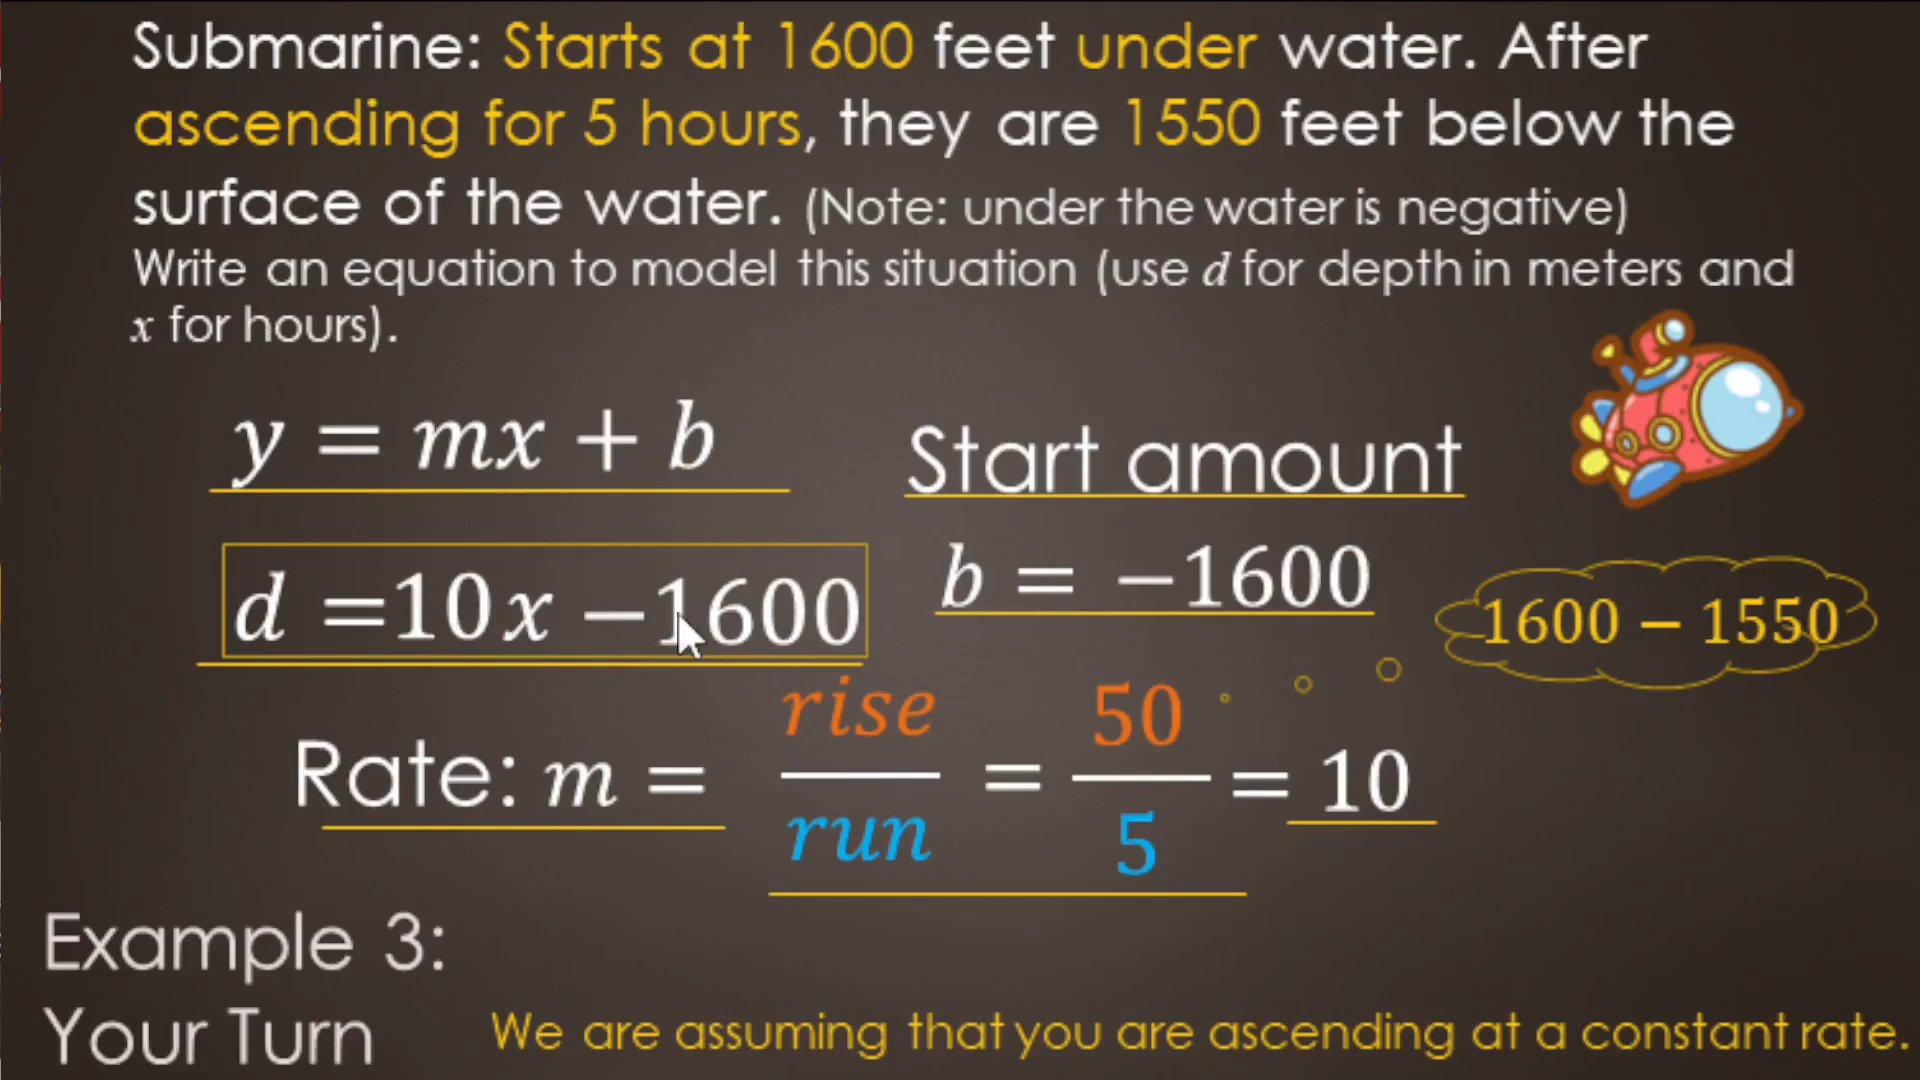 Submarine: Starts at 1600 feet under water. After
ascending for 5 hours, they are 1550 feet below the
surface of the water. (Note: under the water is negative)
Write an equation to model this situation (use d for depth in meters and
x for hours).
y = mx + b
Start amount
d =10x −1600
b = −1600
1600 − 1550
Rate: m = rise/run = 50/5 = 10
Example 3:
Your Turn
We are assuming that you are ascending at a constant rate.